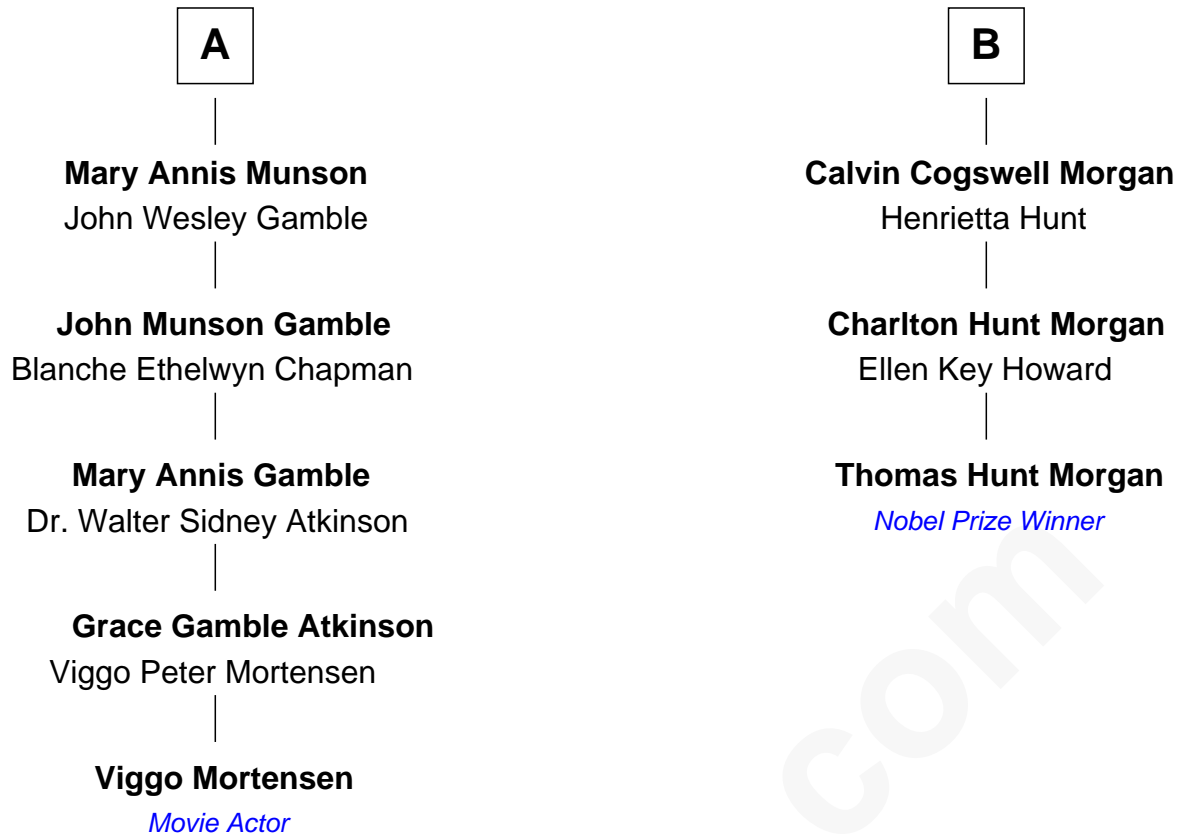 A
Mary Annis Munson
John Wesley Gamble
John Munson Gamble
Blanche Ethelwyn Chapman
Mary Annis Gamble
Dr. Walter Sidney Atkinson
Grace Gamble Atkinson
Viggo Peter Mortensen
Viggo Mortensen
Movie Actor
B
Calvin Cogswell Morgan
Henrietta Hunt
Charlton Hunt Morgan
Ellen Key Howard
Thomas Hunt Morgan
Nobel Prize Winner
com